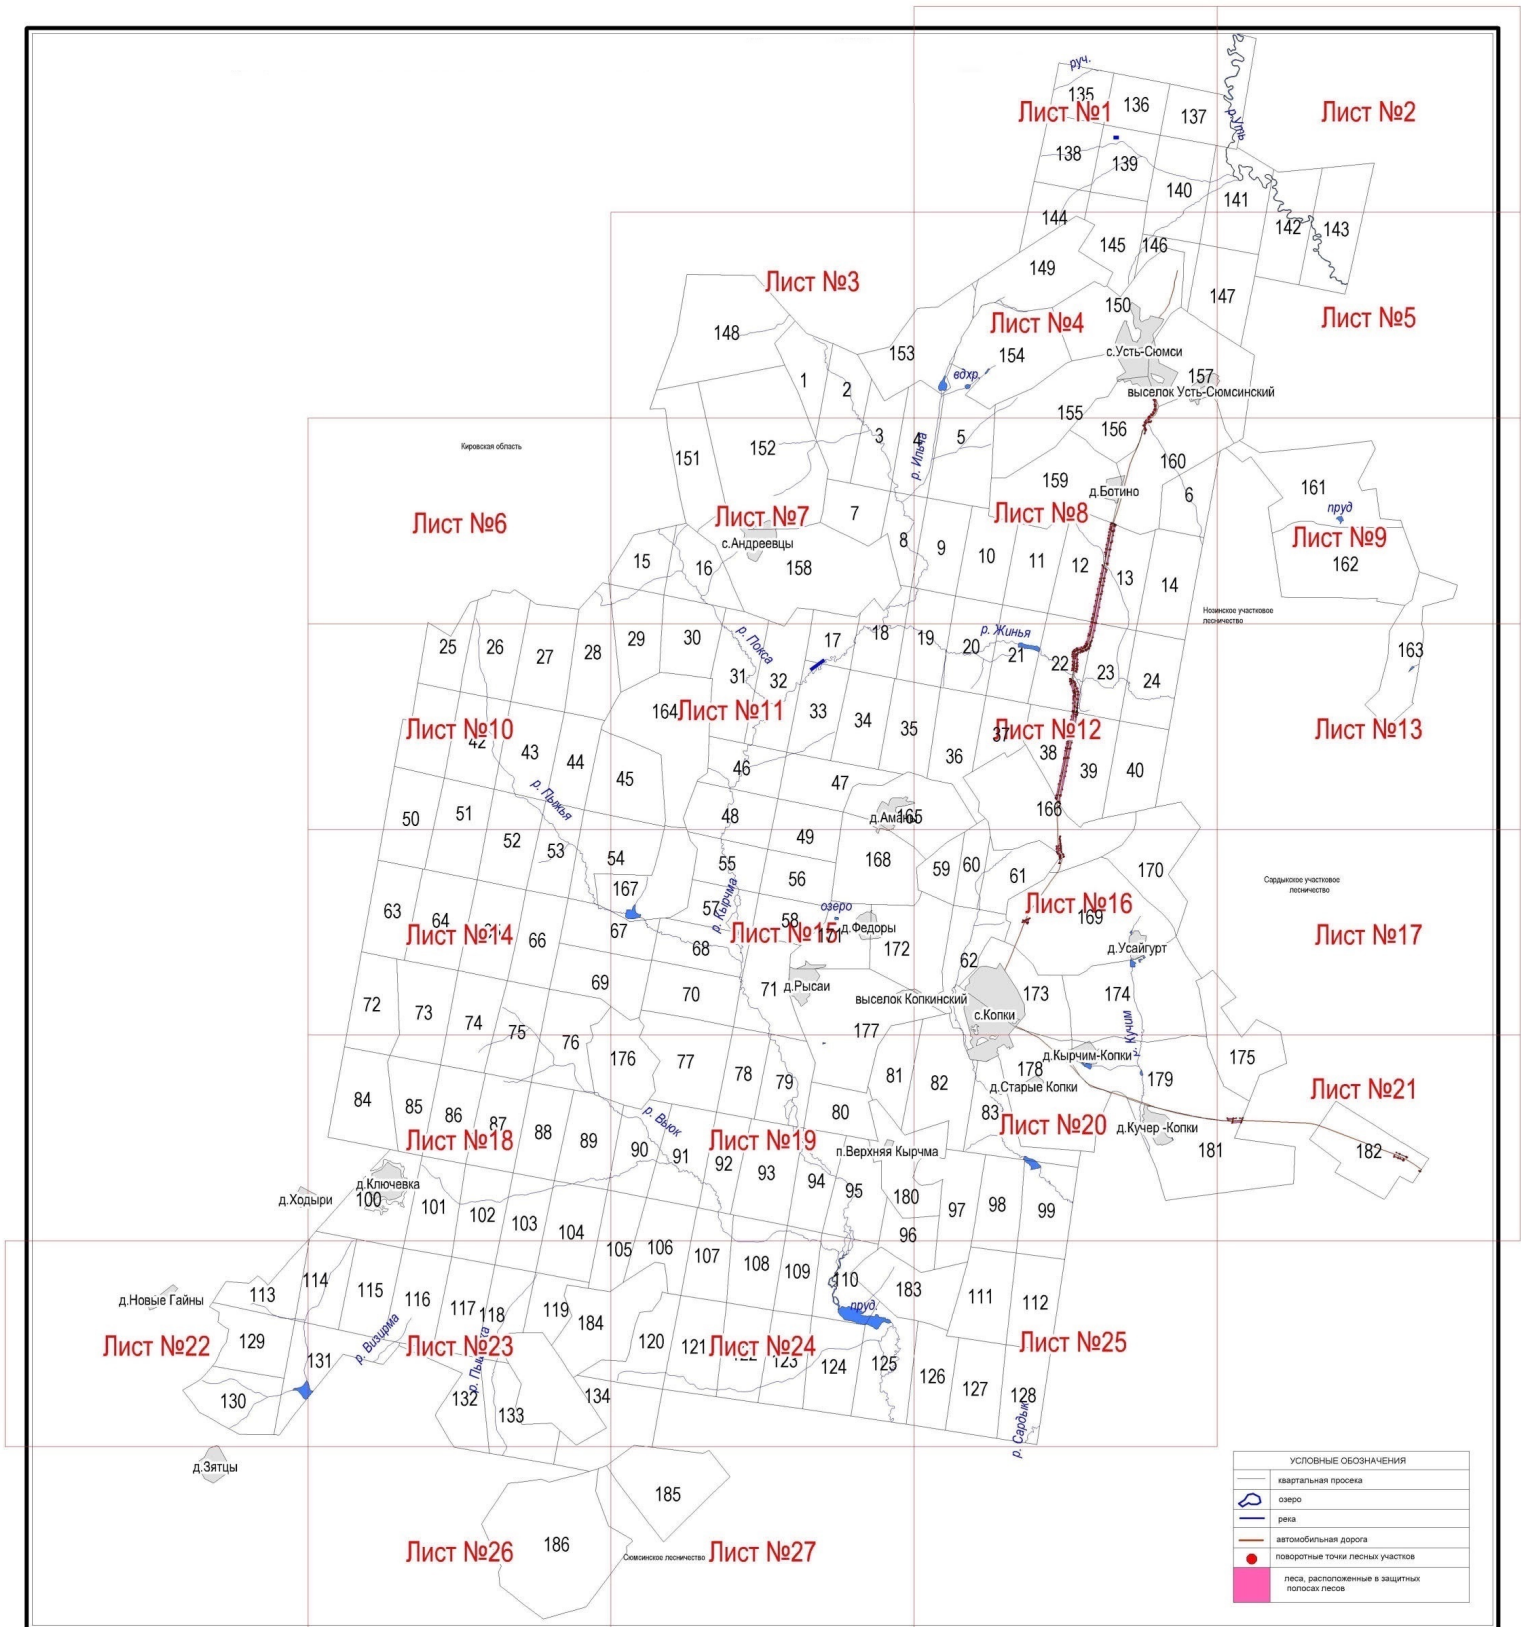 руч.
135
136
137
Лист №1
Лист №2
р.Уть
138
139
140
141
142
143
144
145
146
149
147
150
Лист №3
Лист №4
Лист №5
148
153
154
с.Усть-Сюмси
вдхр.
157
выселок Усть-Сюмсинский
1
2
155
156
3
4
5
р. Ильча
Кировская область
151
152
159
д.Ботино
160
6
161
пруд
Лист №6
Лист №7
7
Лист №8
Лист №9
с.Андреевцы
8
9
10
11
12
13
14
162
15
16
158
Нозинское участковое
лесничество
25
26
27
28
29
30
р. Покса
17
18
19
20
р. Жинья
21
22
23
24
163
31
32
164
Лист №11
33
34
35
36
37
Лист №12
38
39
40
Лист №13
Лист №10
42
43
44
45
46
47
р. Пыжья
48
49
50
51
52
53
54
д.Аманы
165
166
168
55
56
59
60
61
170
167
57
р. Кырчма
58
озеро
Лист №16
169
Сардыкское участковое
лесничество
63
64
Лист №14
66
67
68
Лист №15
171
д.Федоры
172
62
д.Усайгурт
Лист №17
69
70
71
д.Рысаи
выселок Копкинский
173
174
72
73
74
75
76
176
77
78
79
177
с.Копки
р. Кучим
д.Кырчим-Копки
175
178
179
81
82
д.Старые Копки
84
85
86
87
88
89
80
83
Лист №18
р. Вьюк
Лист №19
Лист №20
Лист №21
д.Кучер -Копки
90
91
92
93
94
95
п.Верхняя Кырчма
181
182
д.Ключевка
д.Ходыри
100
101
102
103
104
180
96
97
98
99
105
106
107
108
109
110
183
111
112
д.Новые Гайны
113
114
115
116
117
118
119
184
пруд.
Лист №22
129
131
р. Визирма
Лист №23
120
121
Лист №24
122
123
124
125
126
127
128
Лист №25
130
132
133
134
р. Сардык
д.Зятцы
185
186
Лист №26
Сюмсинское лесничество
Лист №27
УСЛОВНЫЕ ОБОЗНАЧЕНИЯ
квартальная просека
озеро
река
автомобильная дорога
поворотные точки лесных участков
леса, расположенные в защитных
полосах лесов